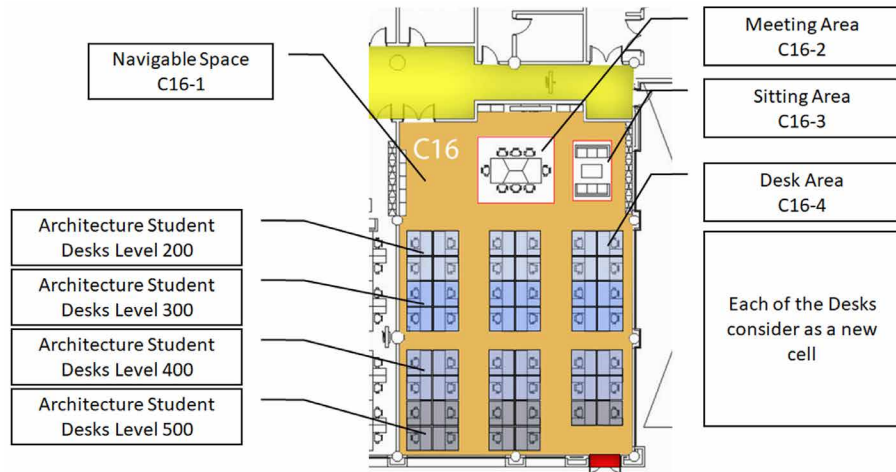 Navigable Space
C16-1
Meeting Area
C16-2
Sitting Area
C16-3
Desk Area
C16-4
C16
Architecture Student
Desks Level 200
Architecture Student
Desks Level 300
Architecture Student
Desks Level 400
Architecture Student
Desks Level 500
Each of the Desks
consider as a new
cell